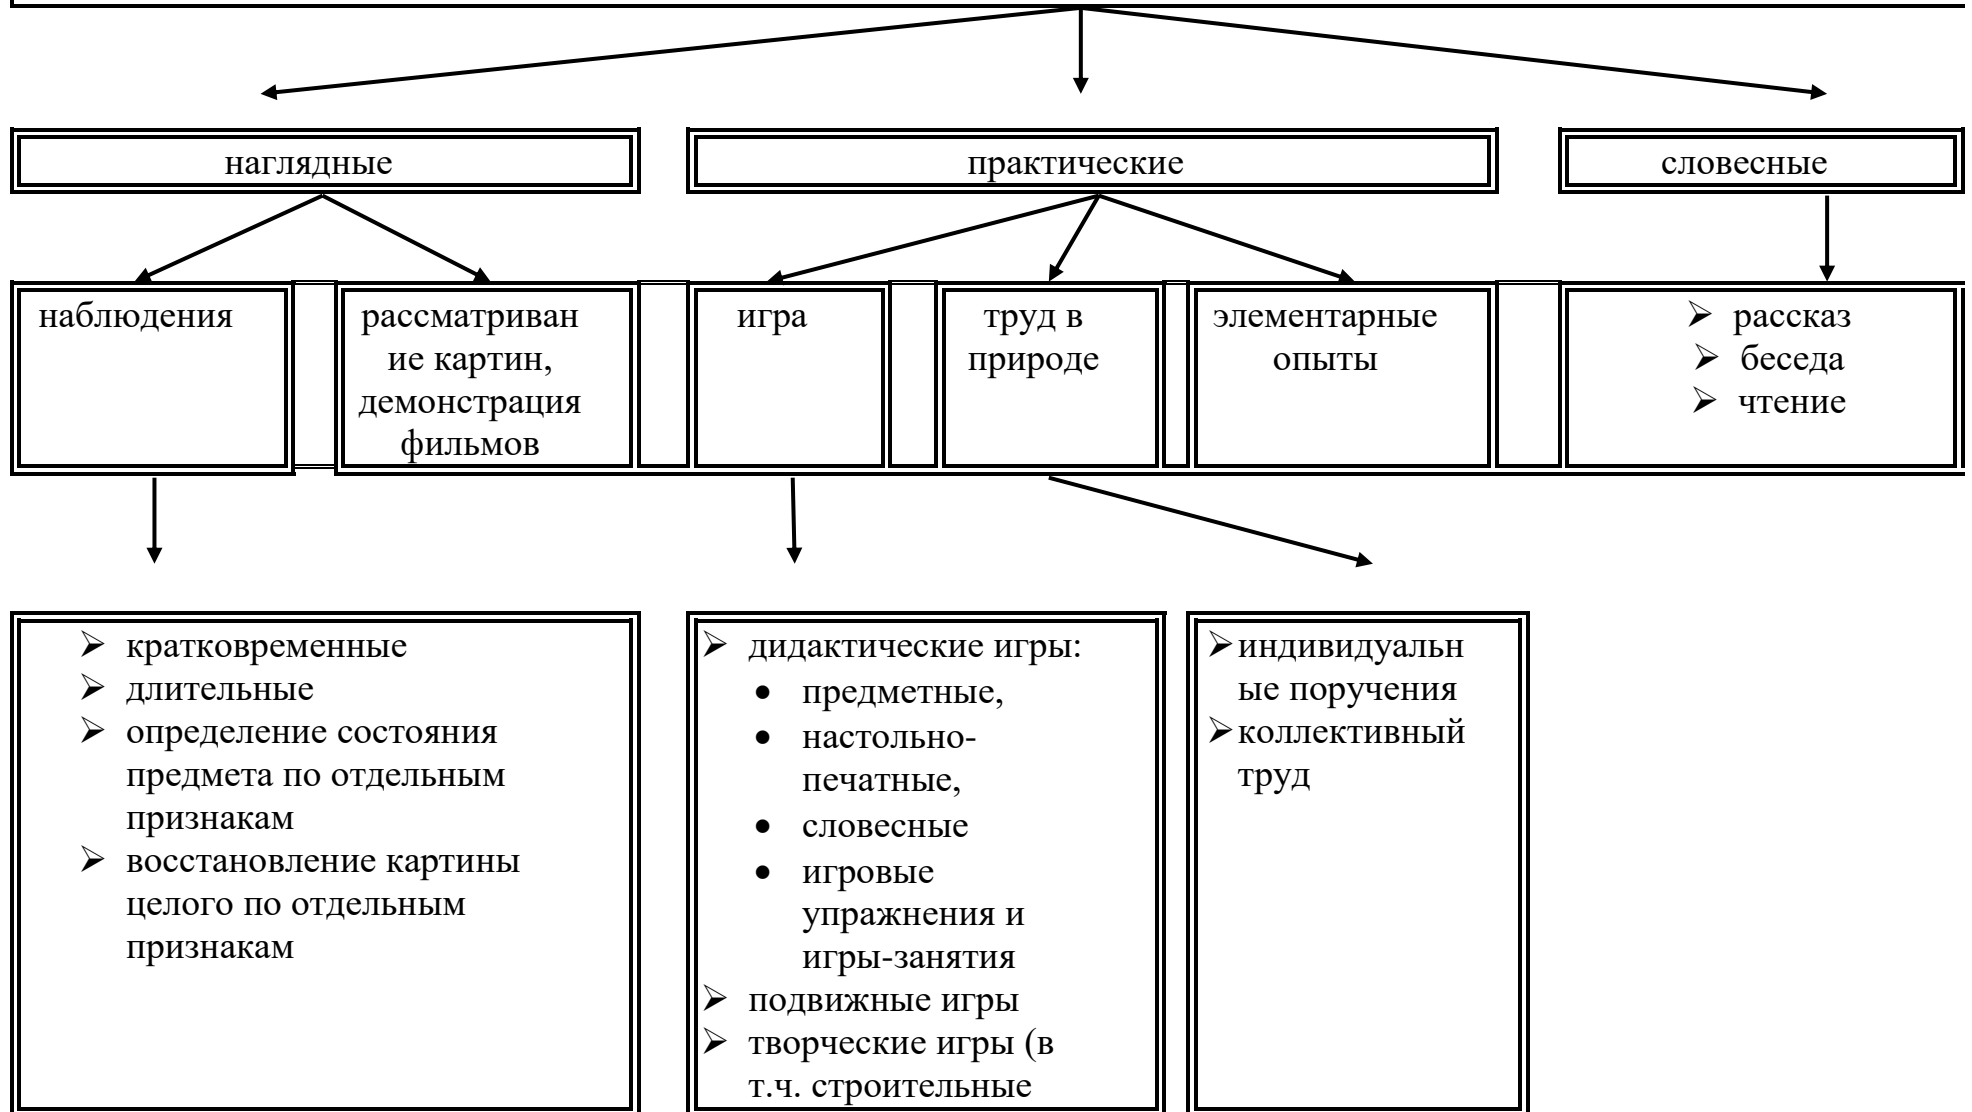 наглядные
практические
словесные
наблюдения
рассматриван
ие картин,
демонстрация
фильмов
игра
труд в
природе
элементарные
опыты
➢ рассказ
➢ беседа
➢ чтение
➢ кратковременные
➢ длительные
➢ определение состояния
предмета по отдельным
признакам
➢ восстановление картины
целого по отдельным
признакам
➢ дидактические игры:
• предметные,
• настольно-
печатные,
• словесные
• игровые
упражнения и
игры-занятия
➢ подвижные игры
➢ творческие игры (в
т.ч. строительные
➢ индивидуальн
ые поручения
➢ коллективный
труд